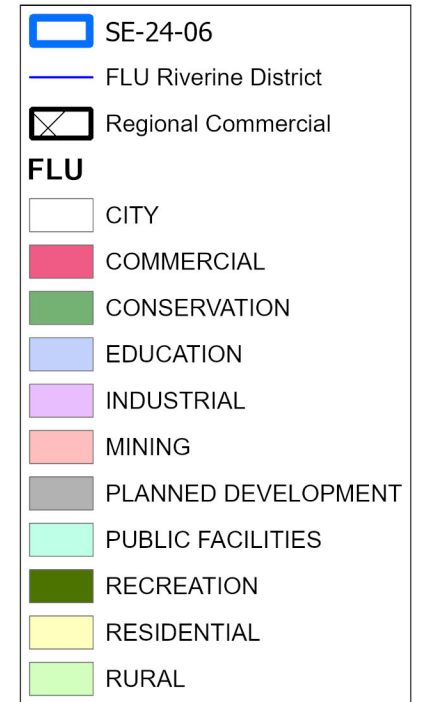 SE-24-06
FLU Riverine District
Regional Commercial
FLU
CITY
COMMERCIAL
CONSERVATION
EDUCATION
INDUSTRIAL
MINING
PLANNED DEVELOPMENT
PUBLIC FACILITIES
RECREATION
RESIDENTIAL
RURAL